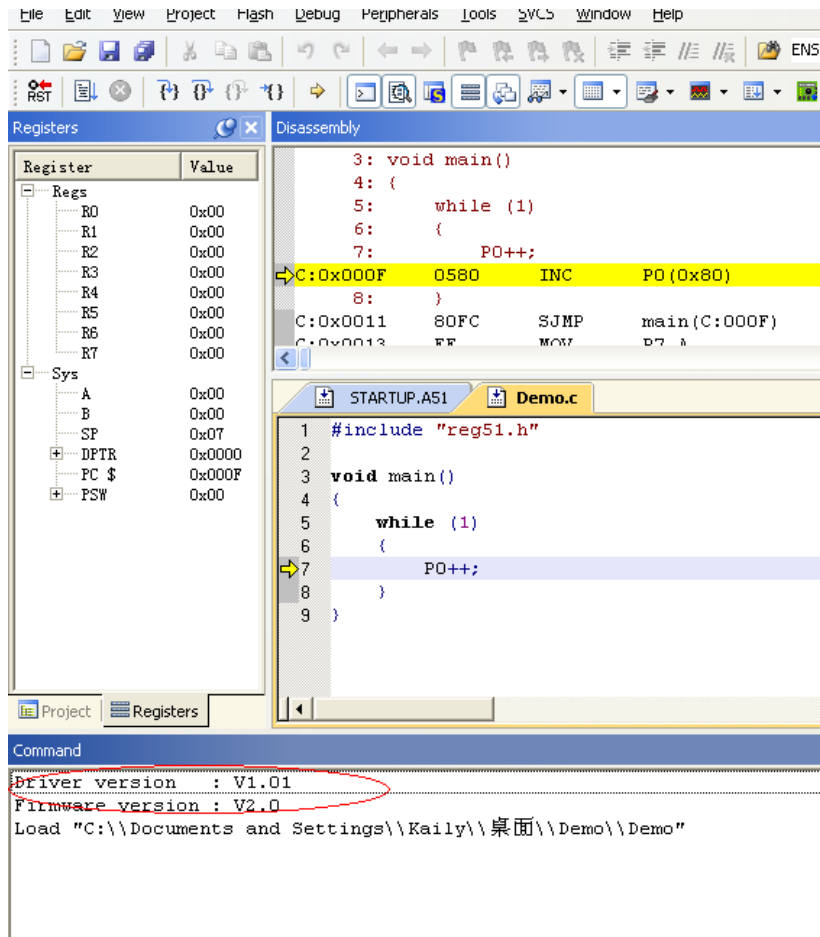 File Edit View Project Flash Debug Peripherals Tools SVCS Window Help
ENS
RST
Registers
Register Value
Regs
R0 0x00
R1 0x00
R2 0x00
R3 0x00
R4 0x00
R5 0x00
R6 0x00
R7 0x00
Sys
A 0x00
B 0x00
SP 0x07
DPTR 0x0000
PC $ 0x000F
PSW 0x00
Project Registers
Disassembly
3: void main()
4: {
5: while (1)
6: {
7: P0++;
C:0x000F 0580 INC P0(0x80)
8: }
C:0x0011 80FC SJMP main(C:000F)
C:0x0013 FF MOV R7,A
STARTUP.A51 Demo.c
1 #include "reg51.h"
2
3 void main()
4 {
5 while (1)
6 {
7 P0++;
8 }
9 }
Command
Driver version : V1.01
Firmware version : V2.0
Load "C:\\Documents and Settings\\Kaily\\桌面\\Demo\\Demo"